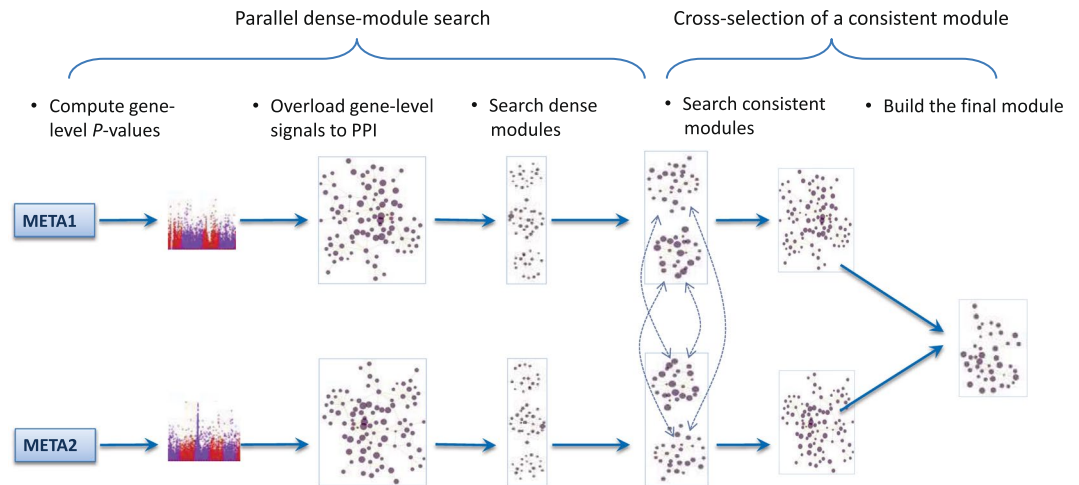 Parallel dense-module search
Cross-selection of a consistent module
• Compute gene-
level P-values
• Overload gene-level
signals to PPI
• Search dense
modules
• Search consistent
modules
• Build the final module
META1
META2